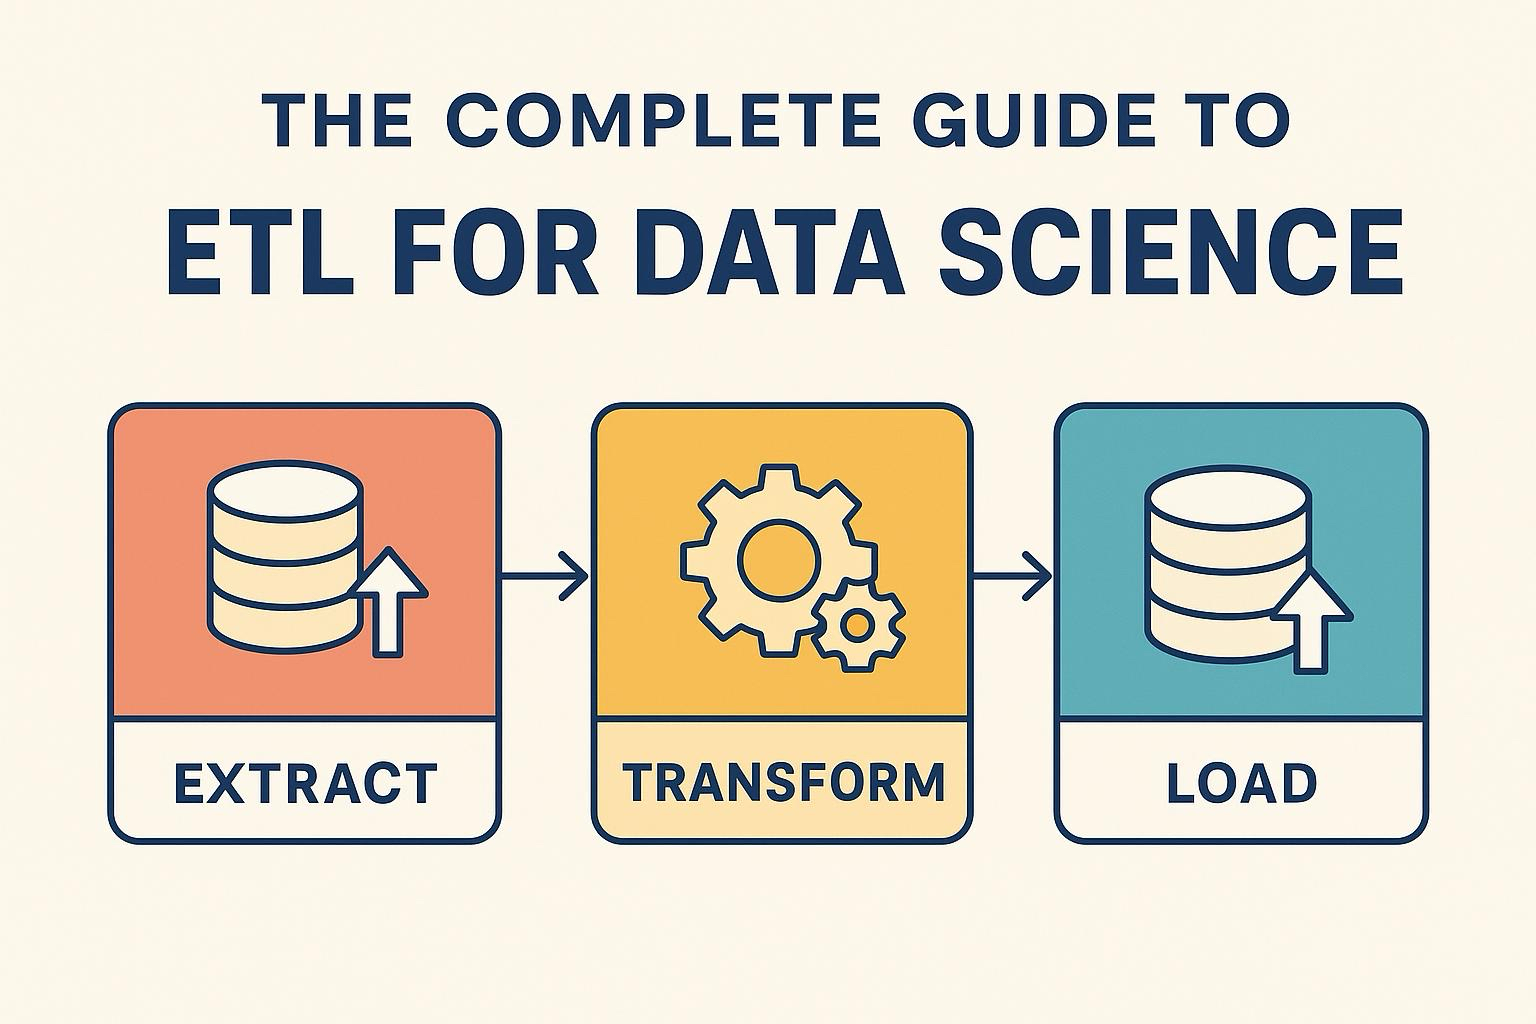 THE COMPLETE GUIDE TO
ETL FOR DATA SCIENCE
EXTRACT
TRANSFORM
LOAD